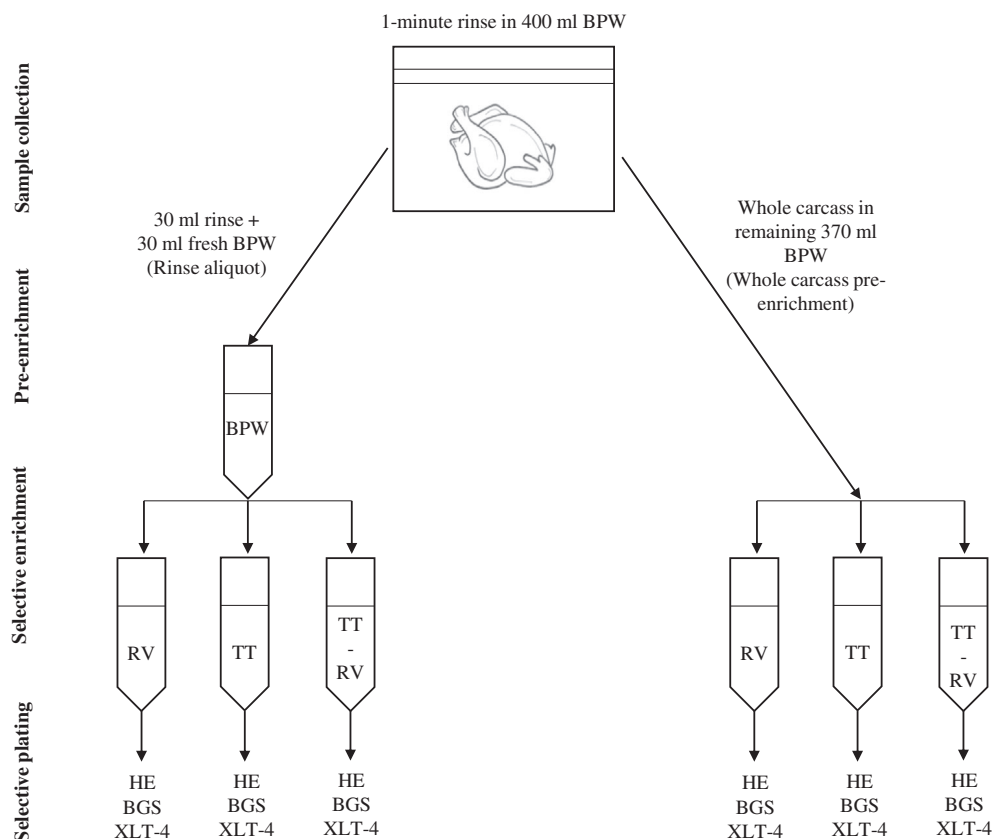 1-minute rinse in 400 ml BPW
Sample collection
30 ml rinse +
30 ml fresh BPW
(Rinse aliquot)
Whole carcass in
remaining 370 ml
BPW
(Whole carcass pre-
enrichment)
Pre-enrichment
BPW
Selective enrichment
RV
TT
TT
-
RV
RV
TT
TT
-
RV
Selective plating
HE
BGS
XLT-4
HE
BGS
XLT-4
HE
BGS
XLT-4
HE
BGS
XLT-4
HE
BGS
XLT-4
HE
BGS
XLT-4